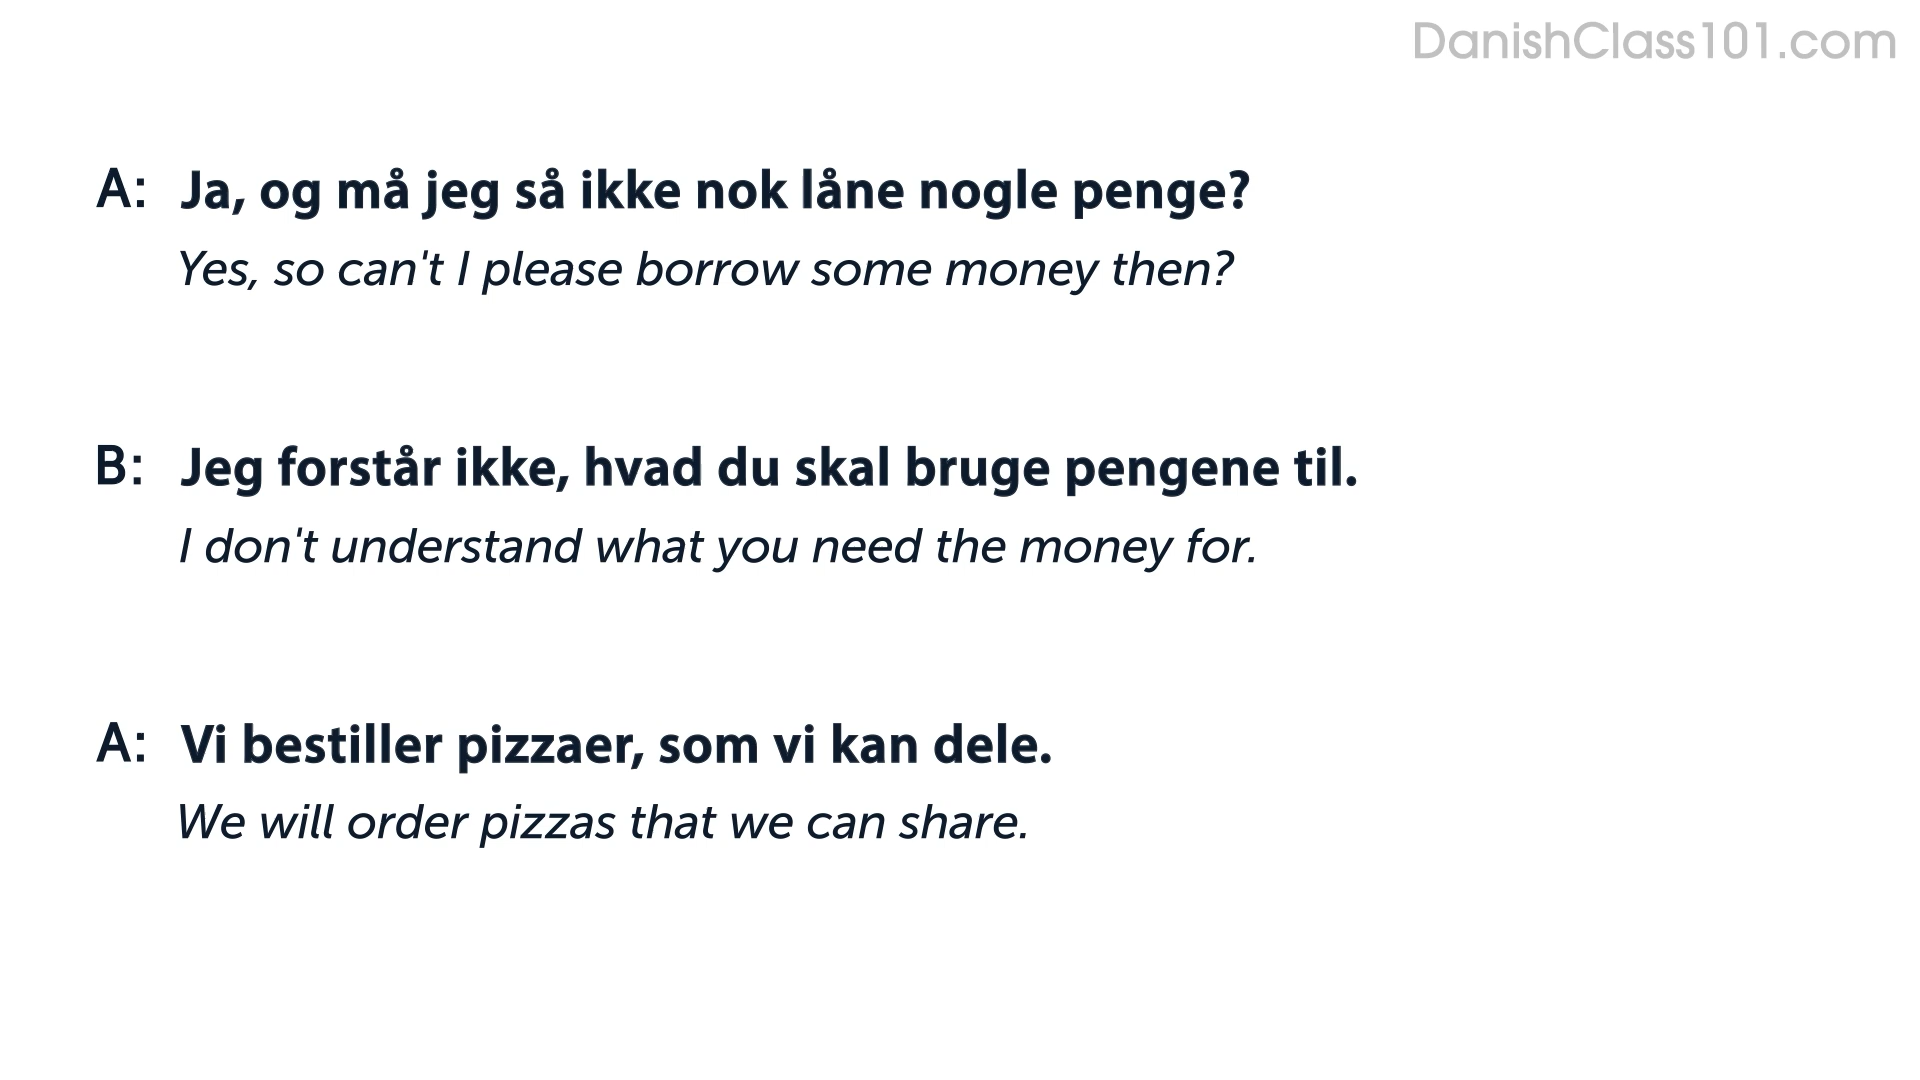 DanishClass101.com
A: Ja, og må jeg så ikke nok låne nogle penge?
Yes, so can't I please borrow some money then?
B: Jeg forstår ikke, hvad du skal bruge pengene til.
I don't understand what you need the money for.
A: Vi bestiller pizzaer, som vi kan dele.
We will order pizzas that we can share.